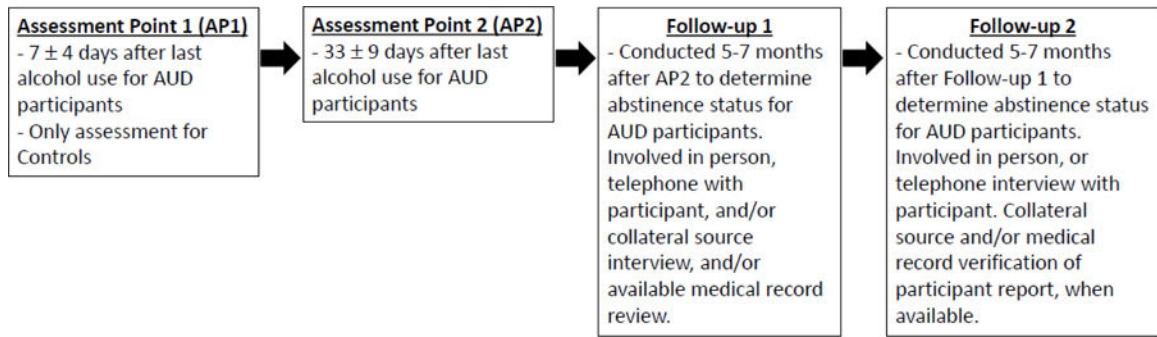 Assessment Point 1 (AP1)
- 7 ± 4 days after last
alcohol use for AUD
participants
- Only assessment for
Controls
Assessment Point 2 (AP2)
- 33 ± 9 days after last
alcohol use for AUD
participants
Follow-up 1
- Conducted 5-7 months
after AP2 to determine
abstinence status for
AUD participants.
Involved in person,
telephone with
participant, and/or
collateral source
interview, and/or
available medical record
review.
Follow-up 2
- Conducted 5-7 months
after Follow-up 1 to
determine abstinence status
for AUD participants.
Involved in person, or
telephone interview with
participant. Collateral
source and/or medical
record verification of
participant report, when
available.